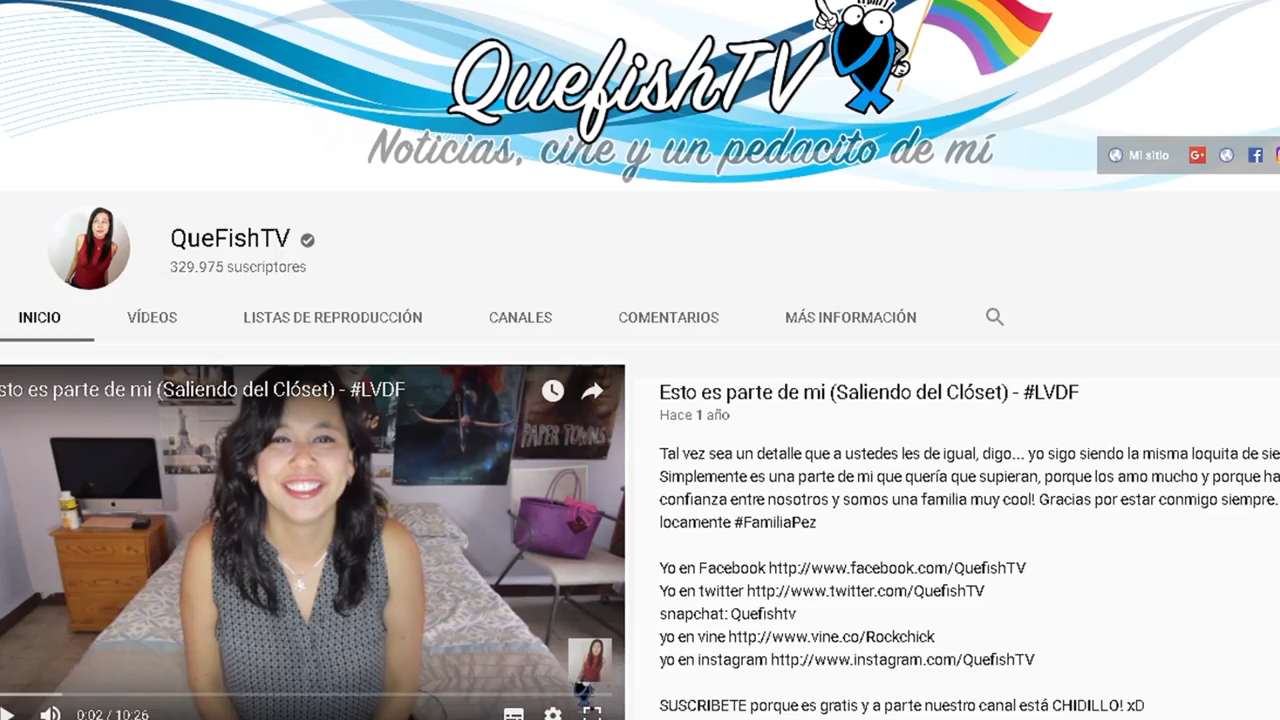 QuefishTV
Noticias, cine y un pedacito de mí
Mi sitio
G+
QueFishTV
329.975 suscriptores
INICIO VÍDEOS LISTAS DE REPRODUCCIÓN CANALES COMENTARIOS MÁS INFORMACIÓN
sto es parte de mi (Saliendo del Clóset) - #LVDF
PAPER TOWNS
0:02 / 10:26
Esto es parte de mi (Saliendo del Clóset) - #LVDF
Hace 1 año
Tal vez sea un detalle que a ustedes les de igual, digo... yo sigo siendo la misma loquita de sie
Simplemente es una parte de mi que quería que supieran, porque los amo mucho y porque ha
confianza entre nosotros y somos una familia muy cool! Gracias por estar conmigo siempre.
locamente #FamiliaPez
Yo en Facebook http://www.facebook.com/QuefishTV
Yo en twitter http://www.twitter.com/QuefishTV
snapchat: Quefishtv
yo en vine http://www.vine.co/Rockchick
yo en instagram http://www.instagram.com/QuefishTV
SUSCRIBETE porque es gratis y a parte nuestro canal está CHIDILLO! xD